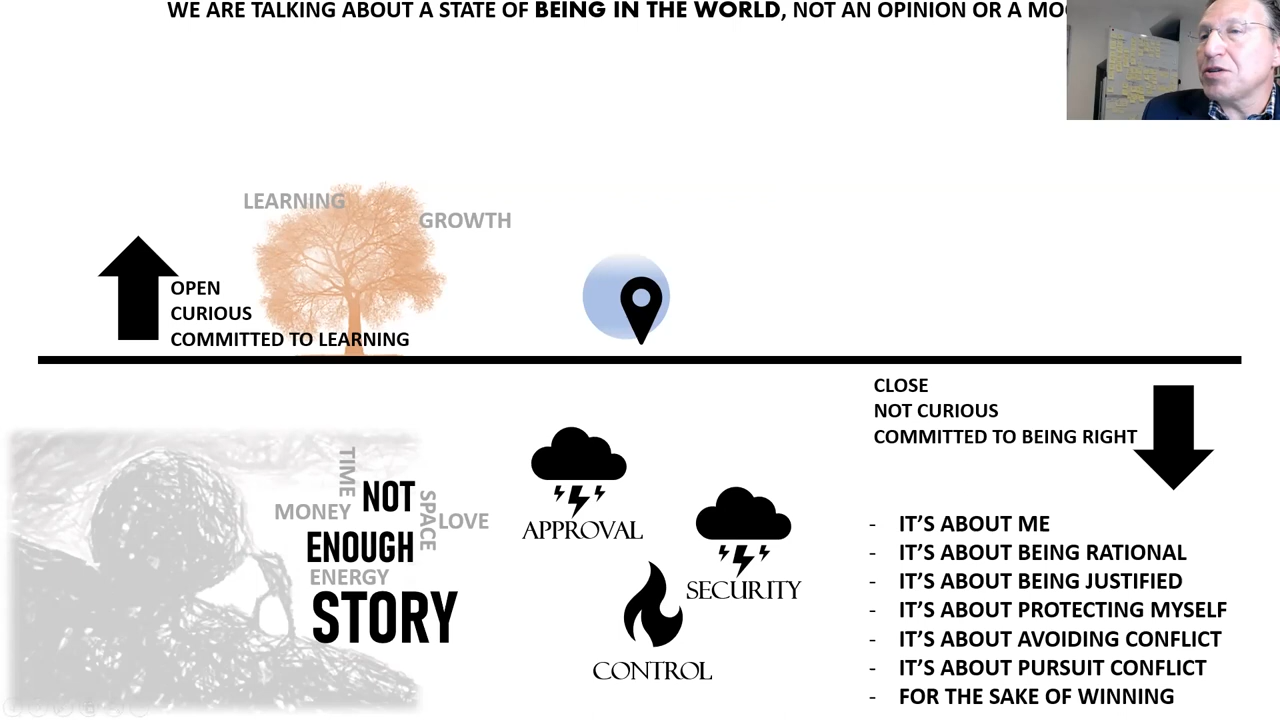 WE ARE TALKING ABOUT A STATE OF BEING IN THE WORLD, NOT AN OPINION OR A
LEARNING
GROWTH
OPEN
CURIOUS
COMMITTED TO LEARNING
CLOSE
NOT CURIOUS
COMMITTED TO BEING RIGHT
TIME
NOT
MONEY
SPACE
LOVE
ENOUGH
ENERGY
STORY
APPROVAL
SECURITY
CONTROL
- IT'S ABOUT ME
- IT'S ABOUT BEING RATIONAL
- IT'S ABOUT BEING JUSTIFIED
- IT'S ABOUT PROTECTING MYSELF
- IT'S ABOUT AVOIDING CONFLICT
- IT'S ABOUT PURSUIT CONFLICT
- FOR THE SAKE OF WINNING